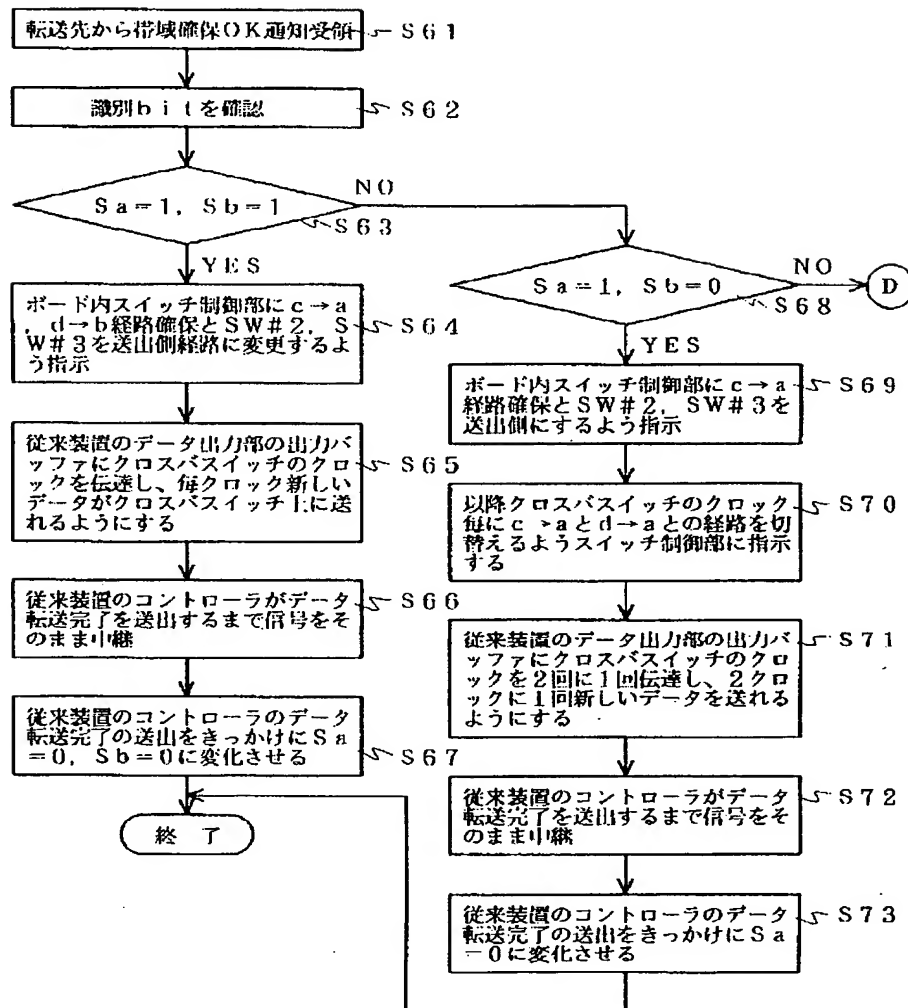 転送先から帯域確保OK通知受領
S61
識別bitを確認
S62
Sa=1, Sb=1
S63
NO
YES
ボード内スイッチ制御部にc→a
, d→b経路確保とSW#2, S
W#3を送出側経路に変更するよ
う指示
S64
従来装置のデータ出力部の出力バ
ッファにクロスバスイッチのクロ
ックを伝達し、毎クロック新しい
データがクロスバスイッチ上に送
れるようにする
S65
従来装置のコントローラがデータ
転送完了を送出するまで信号をそ
のまま中継
S66
従来装置のコントローラのデータ
転送完了の送出をきっかけにSa
=0, Sb=0に変化させる
S67
終 了
Sa=1, Sb=0
S68
NO
D
YES
ボード内スイッチ制御部にc→a
経路確保とSW#2, SW#3を
送出側にするよう指示
S69
以降クロスバスイッチのクロック
毎にc→aとd→aとの経路を切
替えるようスイッチ制御部に指示
する
S70
従来装置のデータ出力部の出力バ
ッファにクロスバスイッチのクロ
ックを2回に1回伝達し、2クロ
ックに1回新しいデータを送れる
ようにする
S71
従来装置のコントローラがデータ
転送完了を送出するまで信号をそ
のまま中継
S72
従来装置のコントローラのデータ
転送完了の送出をきっかけにSa
=0に変化させる
S73